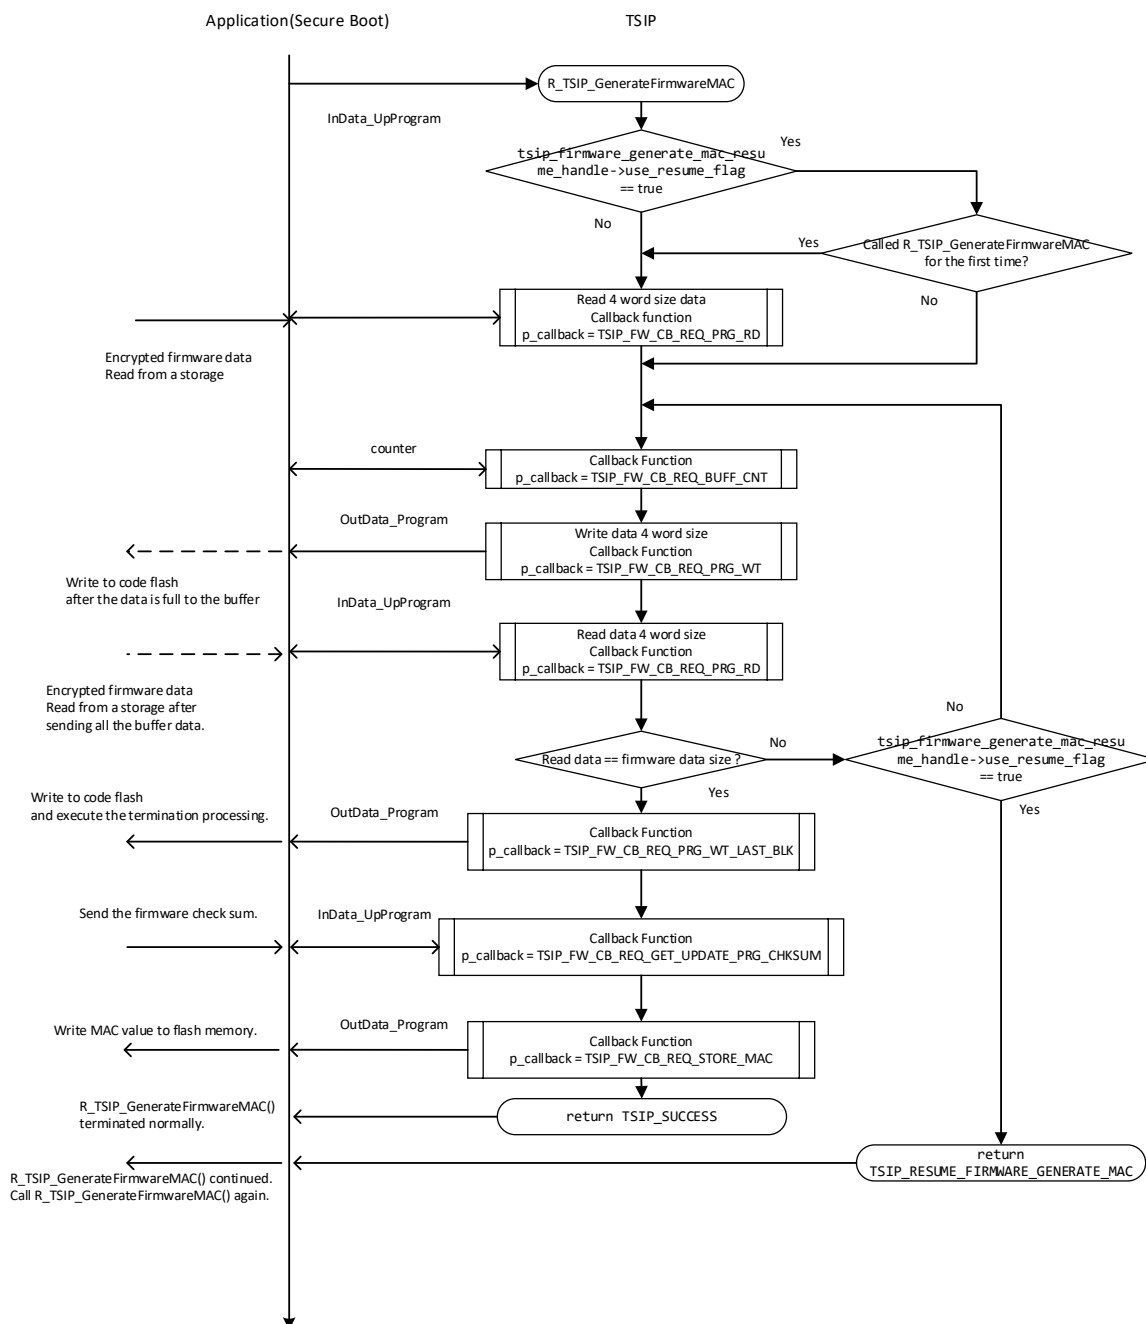 Application(Secure Boot)
TSIP
R_TSIP_GenerateFirmwareMAC
InData_UpProgram
Yes
tsip_firmware_generate_mac_resu
me_handle->use_resume_flag
== true
No
Yes
Called R_TSIP_GenerateFirmwareMAC
for the first time?
No
Read 4 word size data
Callback function
p_callback = TSIP_FW_CB_REQ_PRG_RD
Encrypted firmware data
Read from a storage
counter
Callback Function
p_callback = TSIP_FW_CB_REQ_BUFF_CNT
OutData_Program
Write data 4 word size
Callback Function
p_callback = TSIP_FW_CB_REQ_PRG_WT
Write to code flash
after the data is full to the buffer
InData_UpProgram
Read data 4 word size
Callback Function
p_callback = TSIP_FW_CB_REQ_PRG_RD
Encrypted firmware data
Read from a storage after
sending all the buffer data.
No
tsip_firmware_generate_mac_resu
me_handle->use_resume_flag
== true
No
Read data == firmware data size ?
Yes
Yes
Write to code flash
and execute the termination processing.
OutData_Program
Callback Function
p_callback = TSIP_FW_CB_REQ_PRG_WT_LAST_BLK
Send the firmware check sum.
InData_UpProgram
Callback Function
p_callback = TSIP_FW_CB_REQ_GET_UPDATE_PRG_CHKSUM
Write MAC value to flash memory.
OutData_Program
Callback Function
p_callback = TSIP_FW_CB_REQ_STORE_MAC
R_TSIP_GenerateFirmwareMAC()
terminated normally.
return TSIP_SUCCESS
return
TSIP_RESUME_FIRMWARE_GENERATE_MAC
R_TSIP_GenerateFirmwareMAC() continued.
Call R_TSIP_GenerateFirmwareMAC() again.